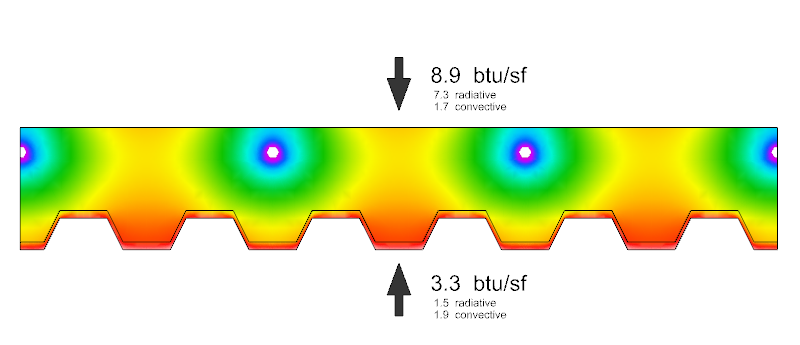 8.9 btu/sf
7.3 radiative
1.7 convective
3.3 btu/sf
1.5 radiative
1.9 convective